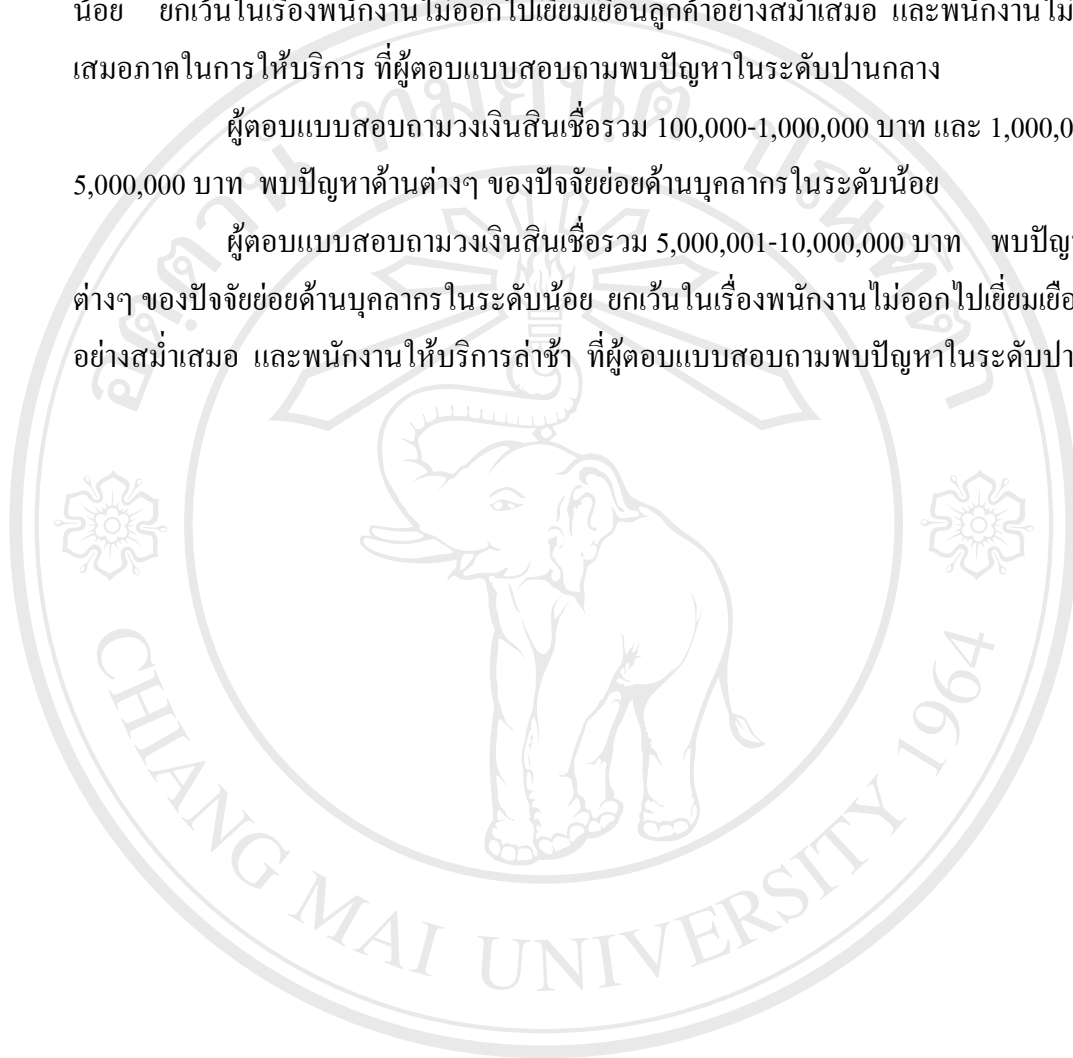 น้อย ยกเว้นในเรื่องพนักงานไม่ออกไปเยี่ยมเยือนลูกค้าอย่างสม่ำเสมอ และพนักงานไม่
เสมอภาคในการให้บริการ ที่ผู้ตอบแบบสอบถามพบปัญหาในระดับปานกลาง
ผู้ตอบแบบสอบถามวงเงินสินเชื่อรวม 100,000-1,000,000 บาท และ 1,000,0
5,000,000 บาท พบปัญหาด้านต่างๆ ของปัจจัยย่อยด้านบุคลากรในระดับน้อย
ผู้ตอบแบบสอบถามวงเงินสินเชื่อรวม 5,000,001-10,000,000 บาท พบปัญ
ต่างๆ ของปัจจัยย่อยด้านบุคลากรในระดับน้อย ยกเว้นในเรื่องพนักงานไม่ออกไปเยี่ยมเยือ
อย่างสม่ำเสมอ และพนักงานให้บริการล่าช้า ที่ผู้ตอบแบบสอบถามพบปัญหาในระดับปา
อตฺตานํ ทมยนฺติ ปณฺฑิตา
CHIANG MAI UNIVERSITY 1964